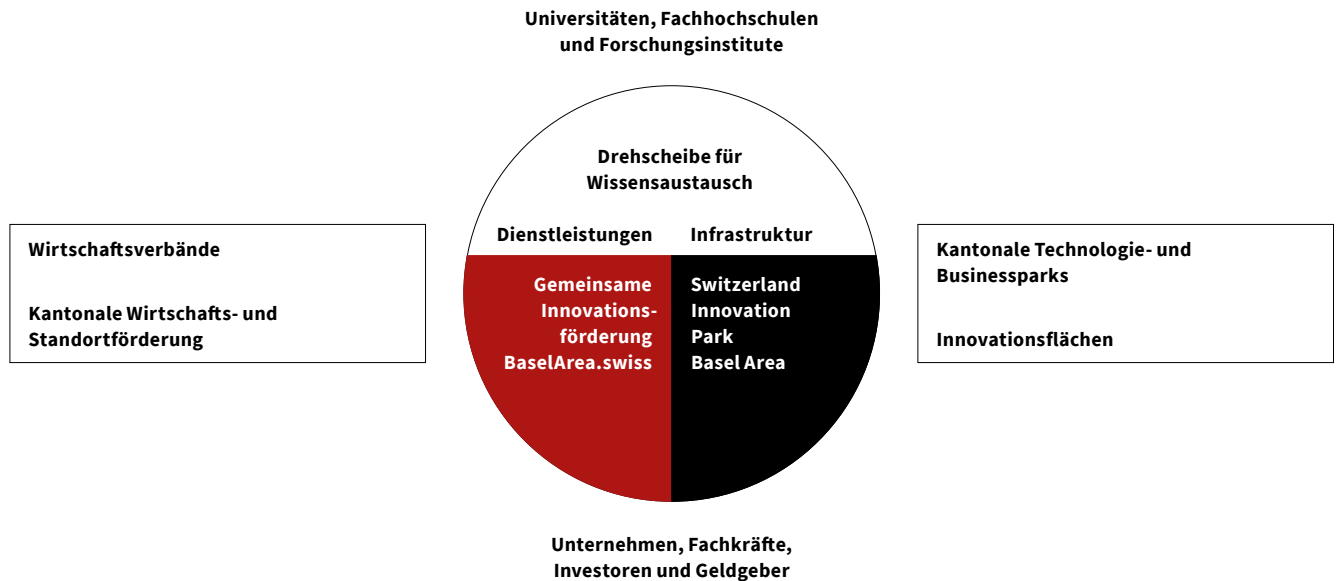 Universitäten, Fachhochschulen
und Forschungsinstitute
Drehscheibe für
Wissensaustausch
Dienstleistungen
Infrastruktur
Wirtschaftsverbände
Kantonale Wirtschafts- und
Standortförderung
Gemeinsame
Innovations-
förderung
BaselArea.swiss
Switzerland
Innovation
Park
Basel Area
Kantonale Technologie- und
Businessparks
Innovationsflächen
Unternehmen, Fachkräfte,
Investoren und Geldgeber